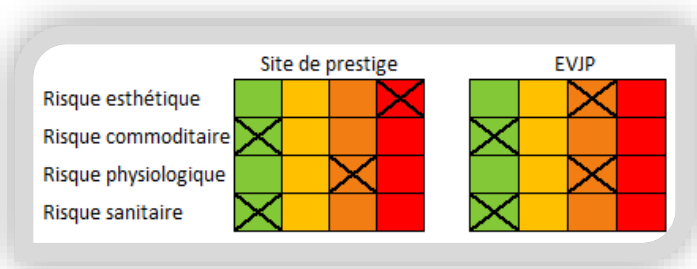 Site de prestige EVJP
Risque esthétique
Risque commoditaire
Risque physiologique
Risque sanitaire